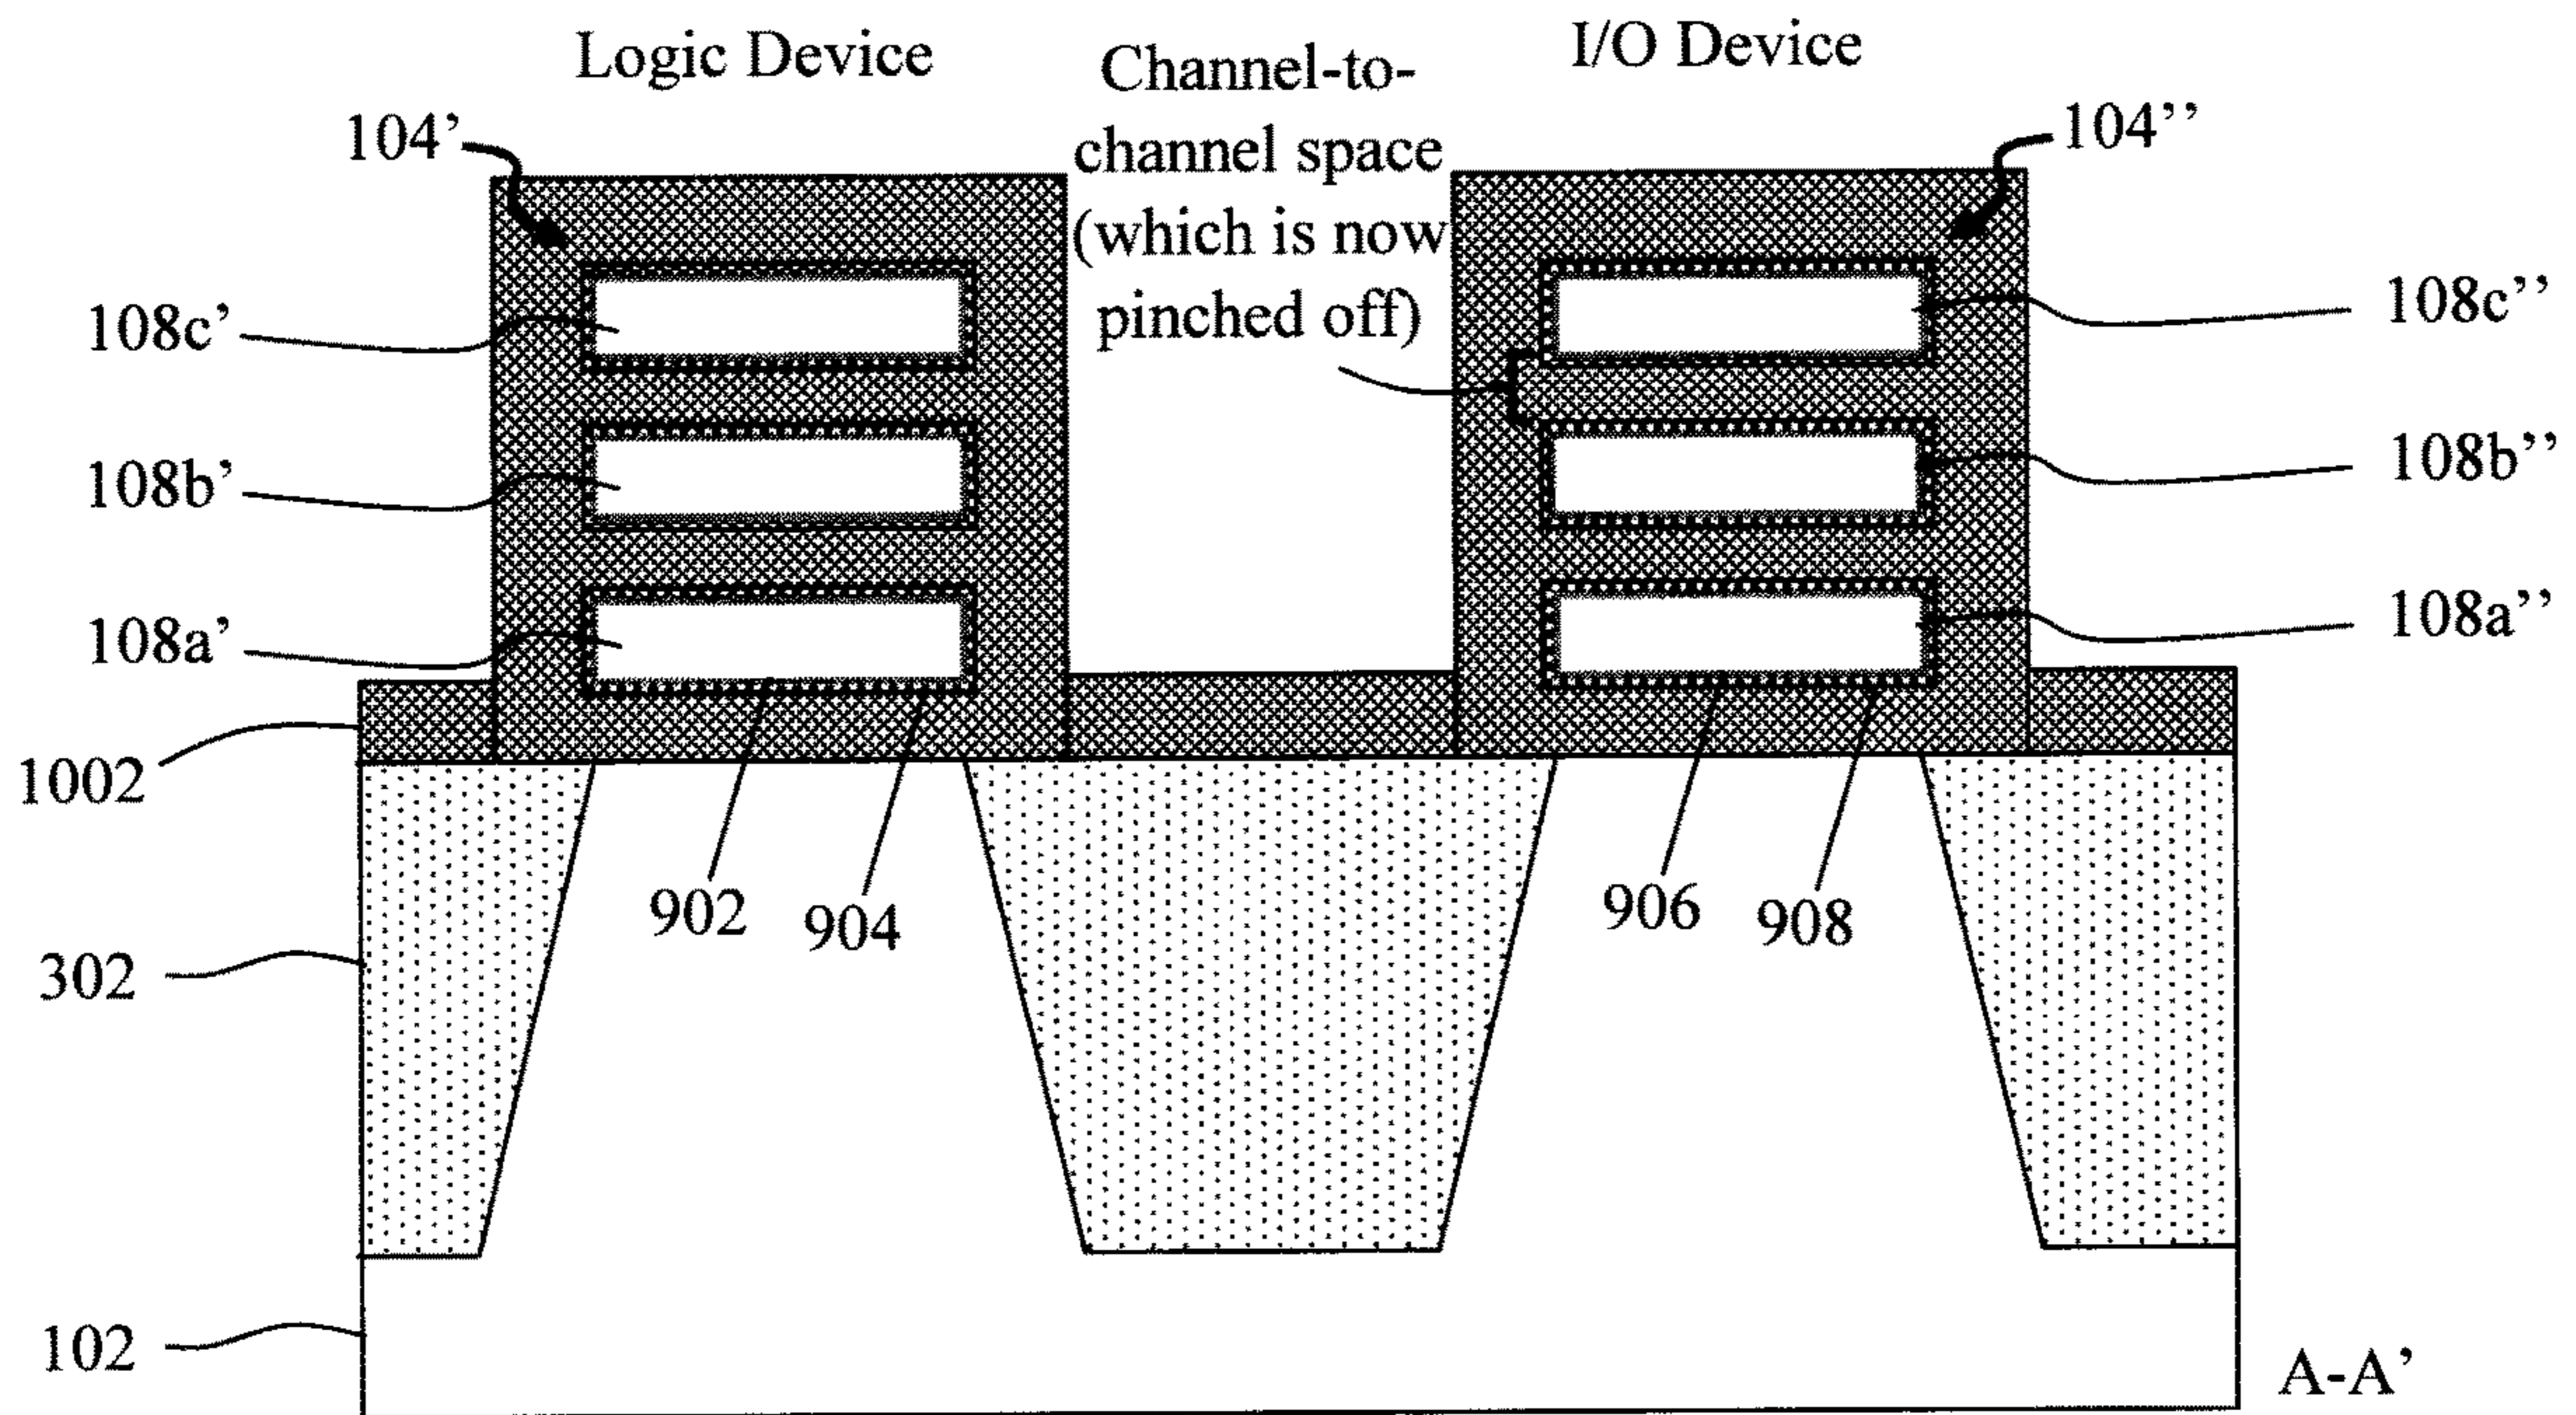 Logic Device
Channel-to-
channel space
(which is now
pinched off)
I/O Device
104’
104’’
108c’
108b’
108a’
1002
302
102
108c’’
108b’’
108a’’
902
904
906
908
A-A’